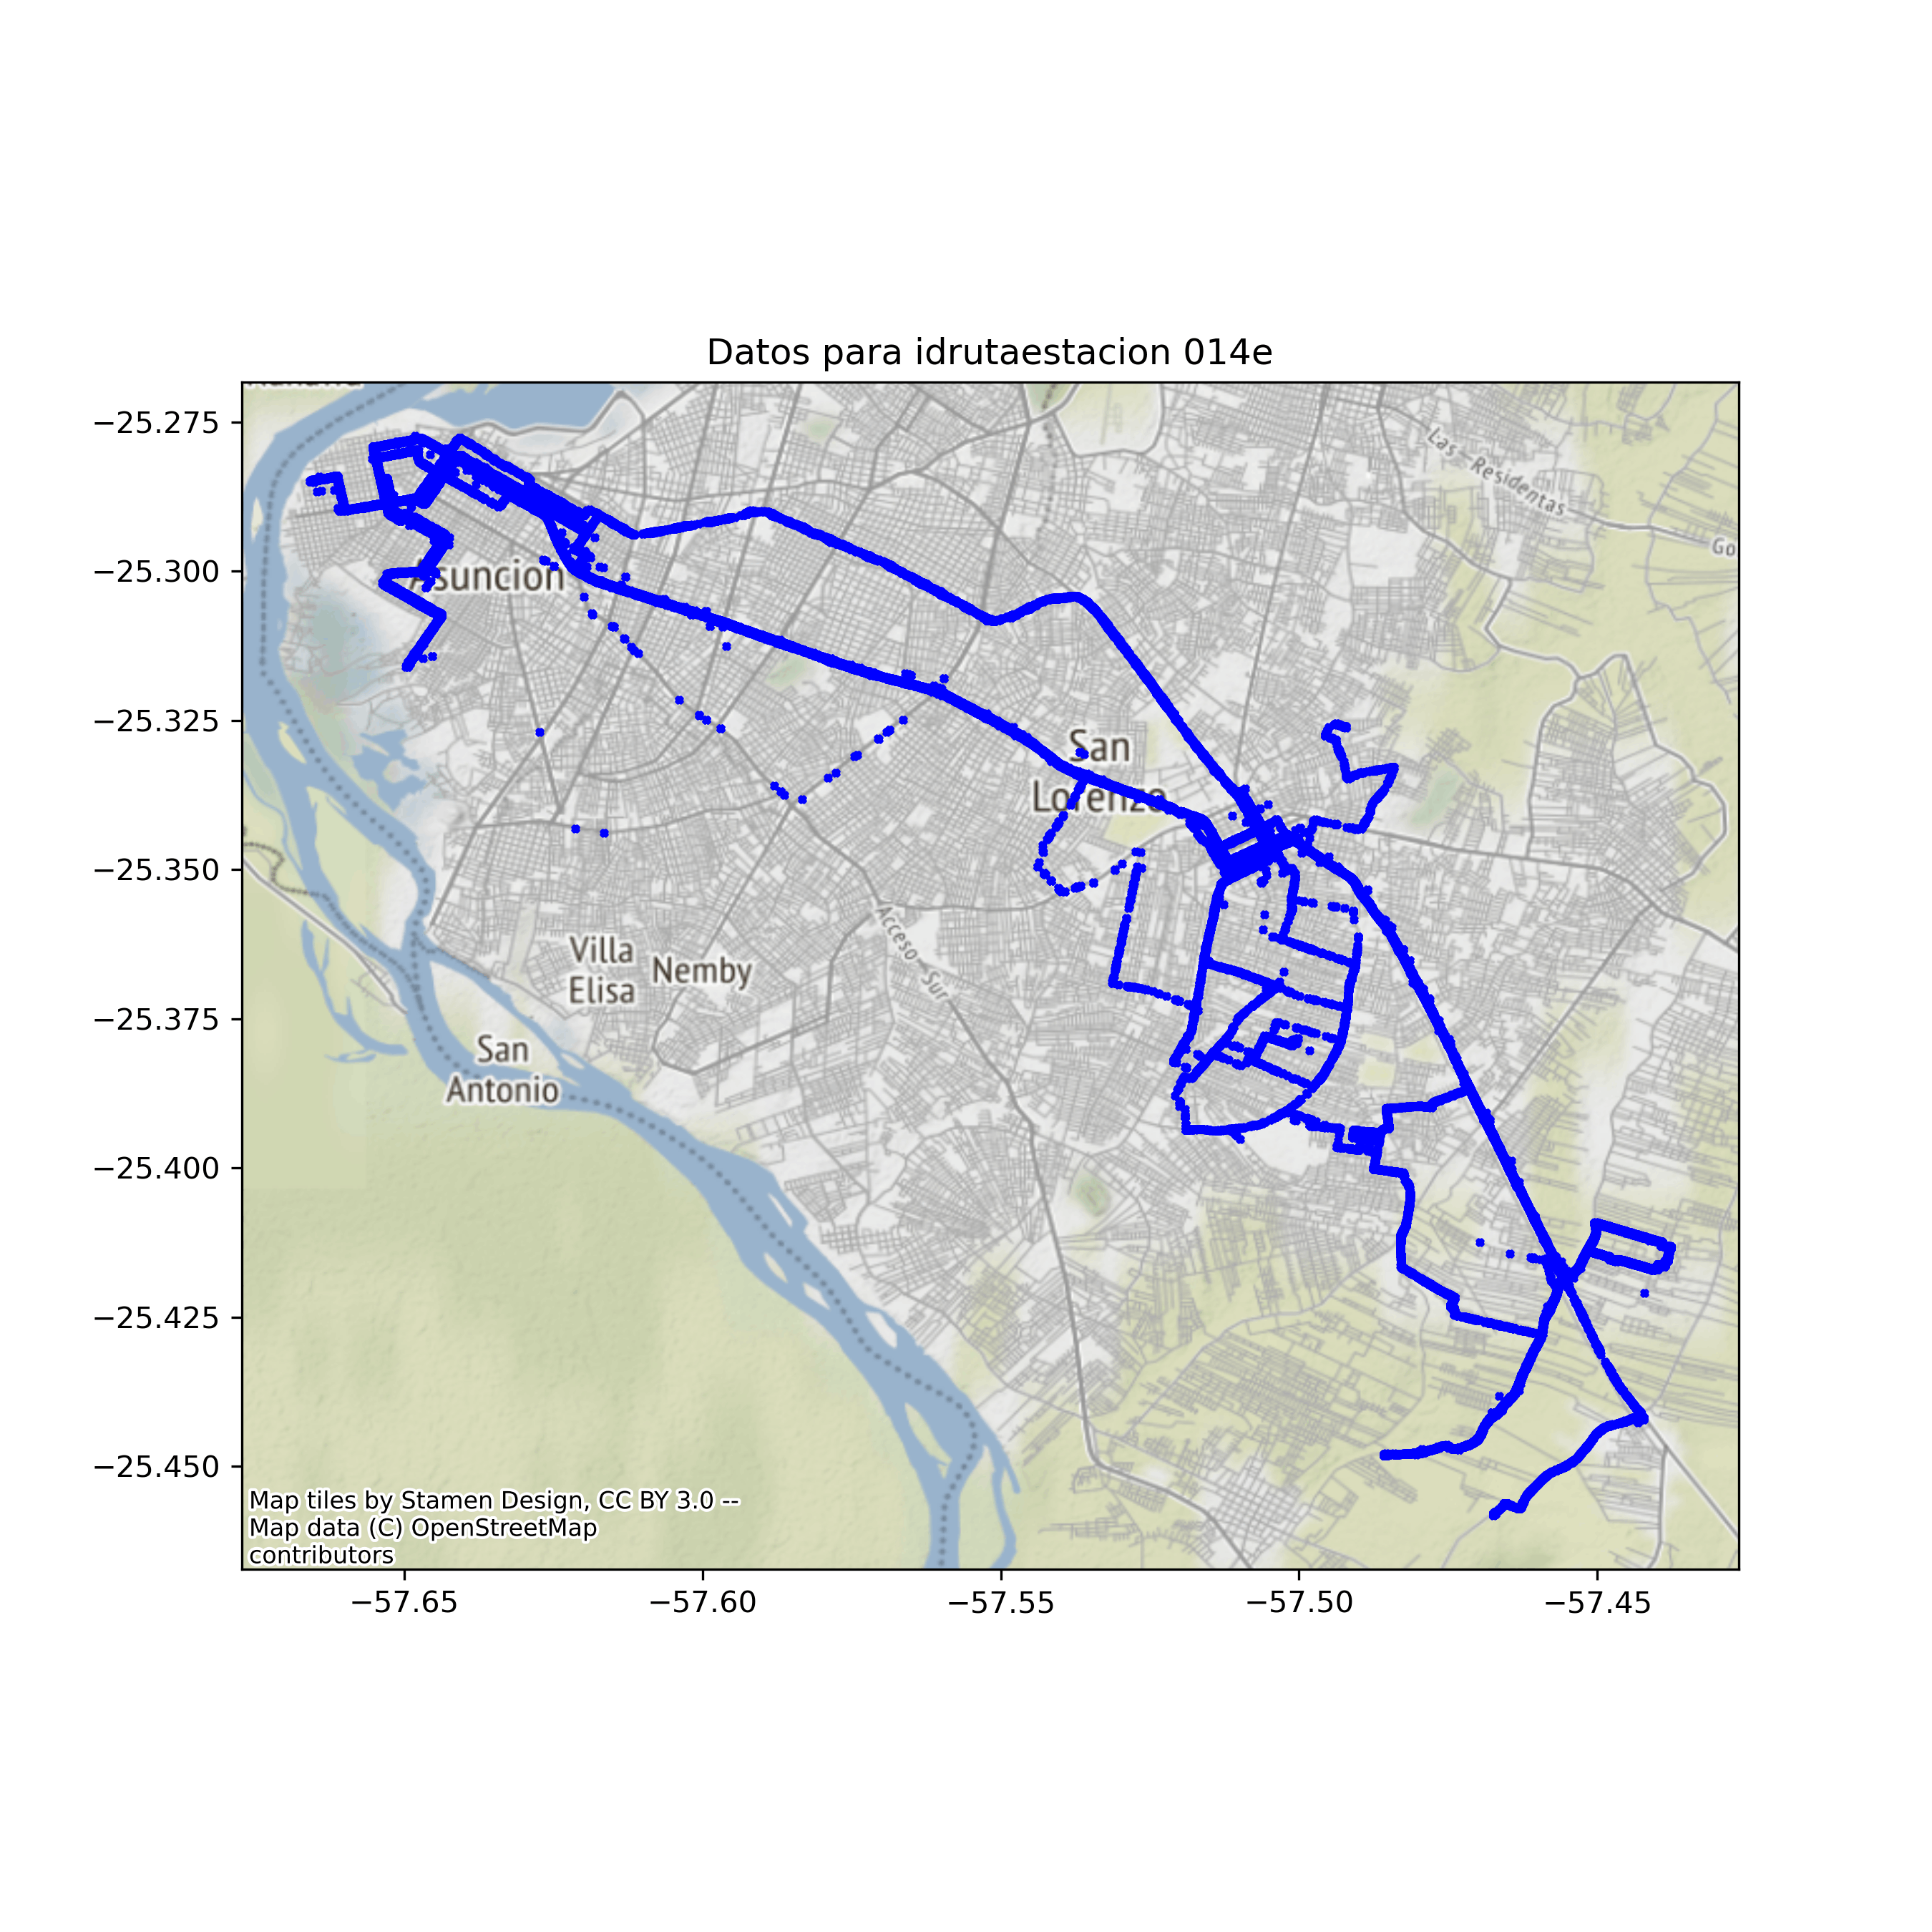 Datos para idrutaestacion 014e
−25.275
−25.300
−25.325
−25.350
−25.375
−25.400
−25.425
−25.450
Las Residentas
Go
Asuncion
San
Lorenzo
Acceso Sur
Villa
Elisa
Nemby
San
Antonio
Map tiles by Stamen Design, CC BY 3.0 --
Map data (C) OpenStreetMap
contributors
−57.65
−57.60
−57.55
−57.50
−57.45